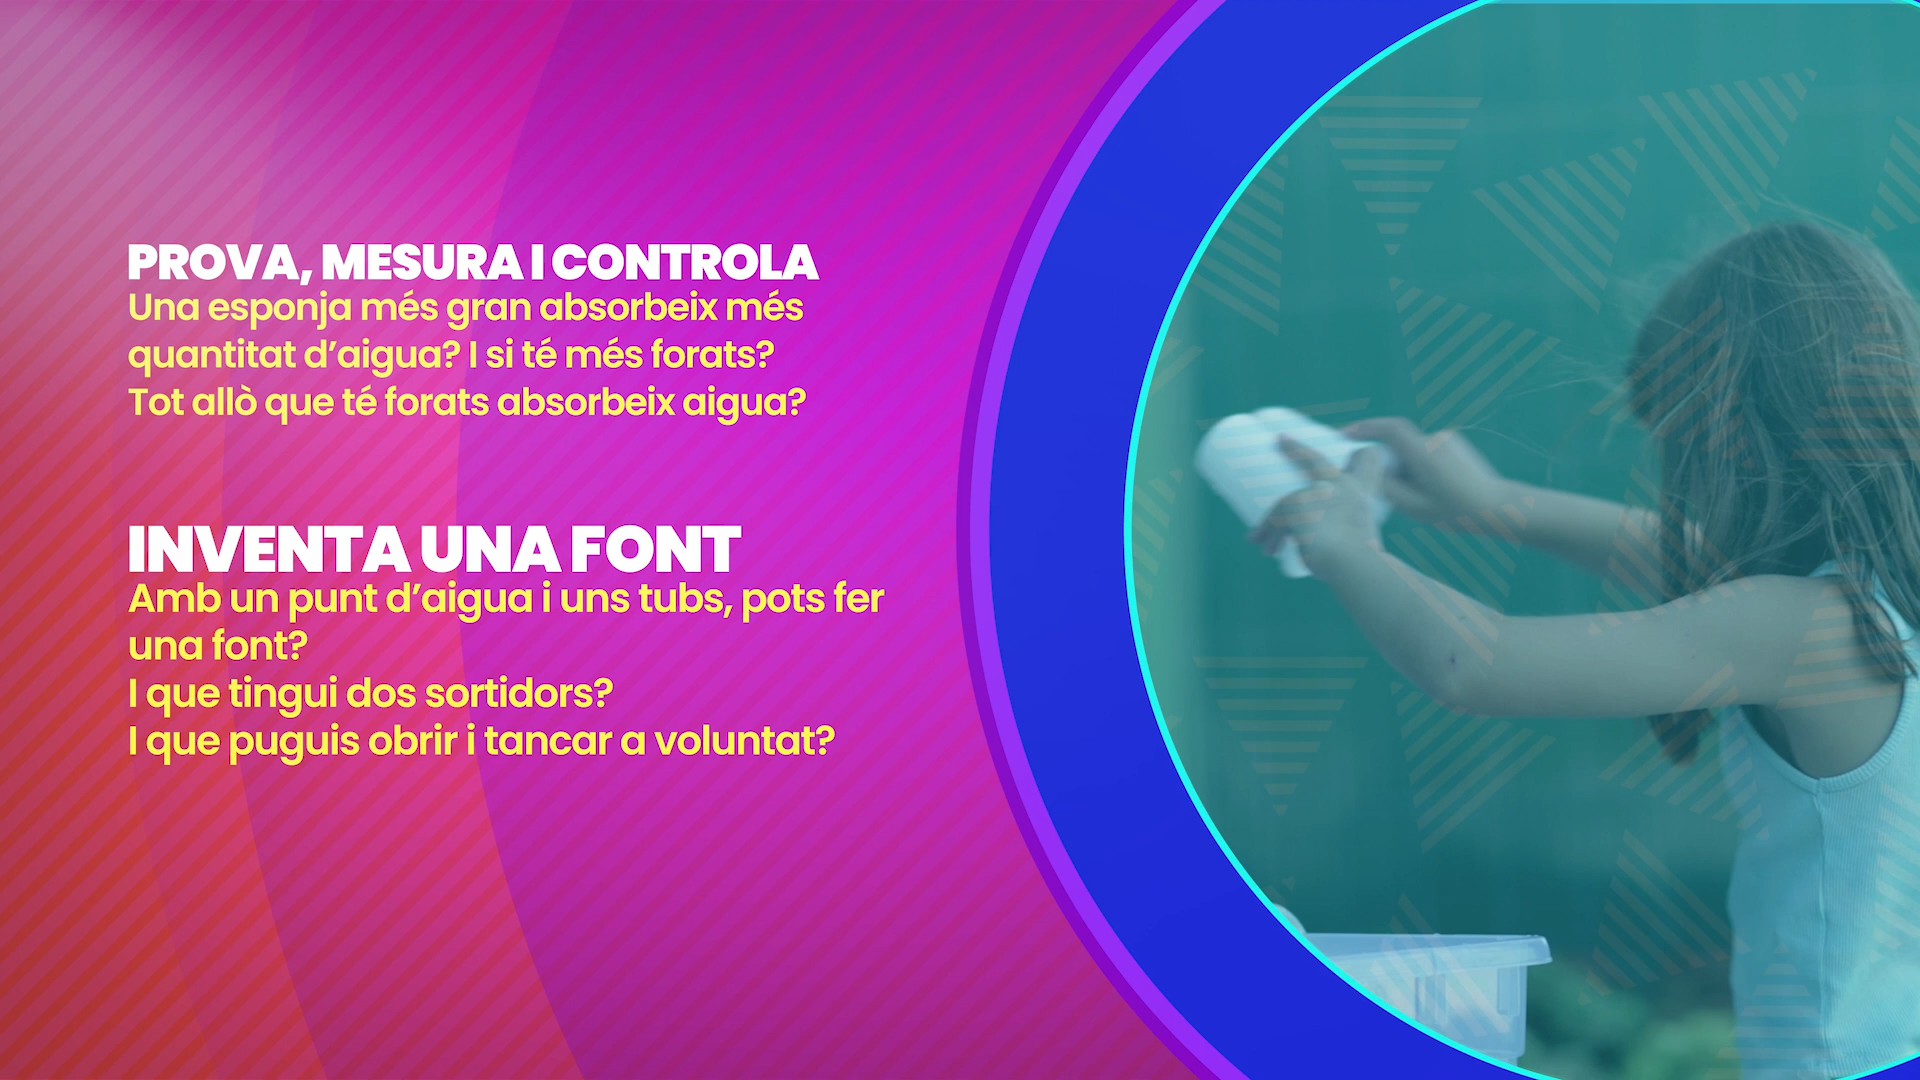 PROVA, MESURA I CONTROLA
Una esponja més gran absorbeix més
quantitat d’aigua? I si té més forats?
Tot allò que té forats absorbeix aigua?
INVENTA UNA FONT
Amb un punt d’aigua i uns tubs, pots fer
una font?
I que tingui dos sortidors?
I que puguis obrir i tancar a voluntat?